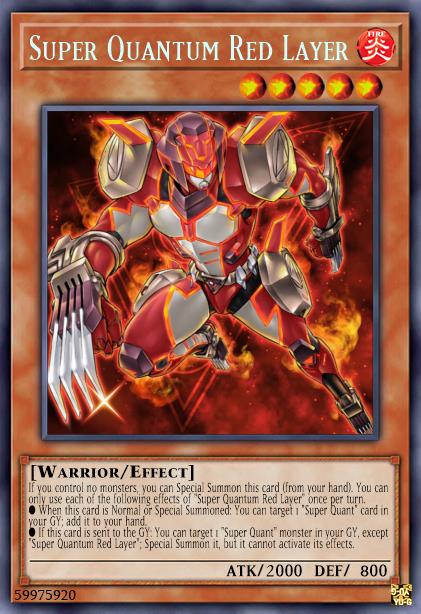 SUPER QUANTUM RED LAYER
FIRE
炎
[WARRIOR/EFFECT]
If you control no monsters, you can Special Summon this card (from your hand). You can
only use each of the following effects of "Super Quantum Red Layer" once per turn.
● When this card is Normal or Special Summoned: You can target 1 "Super Quant" card in
your GY; add it to your hand.
● If this card is sent to the GY: You can target 1 "Super Quant" monster in your GY, except
"Super Quantum Red Layer"; Special Summon it, but it cannot activate its effects.
ATK/2000 DEF/ 800
59975920